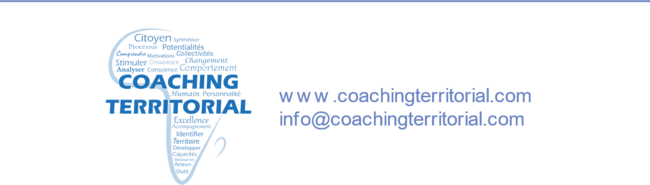 Citoyen Synthétiser
Processus Potentialités
Comprendre Motivations Collectivités
Stimuler Dynamiser Changement
Analyser Conscience Comportement
COACHING
Humain Personnalité
TERRITORIAL
Excellence
Accompagnement
Identifier
Territoire
Développer
Capacités
Ressources
Acteurs
Outil
www.coachingterritorial.com
info@coachingterritorial.com